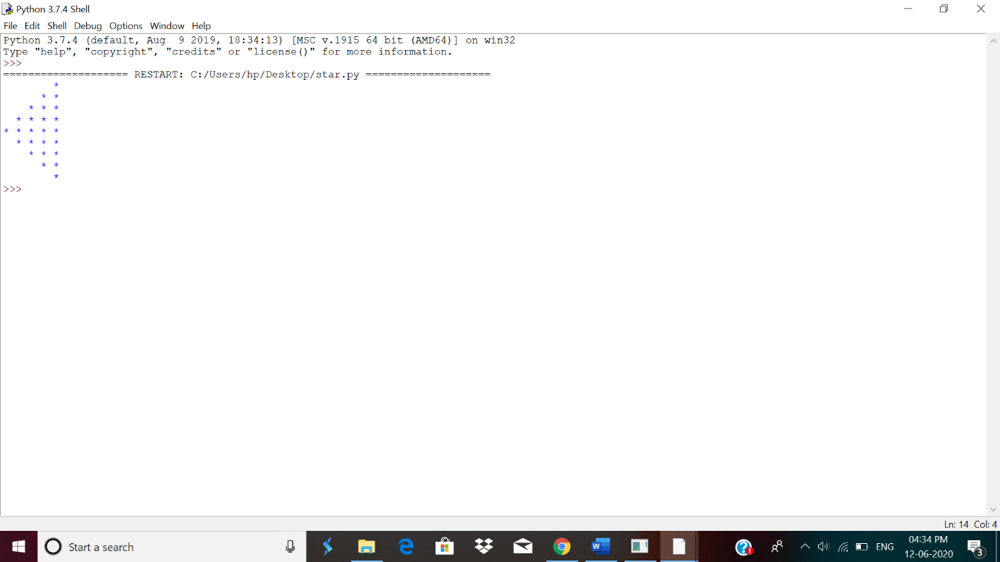 Python 3.7.4 Shell
File Edit Shell Debug Options Window Help
Python 3.7.4 (default, Aug  9 2019, 18:34:13) [MSC v.1915 64 bit (AMD64)] on win32
Type "help", "copyright", "credits" or "license()" for more information.
>>>
==================== RESTART: C:/Users/hp/Desktop/star.py ====================
        *
      * *
    * * *
  * * * *
* * * * *
  * * * *
    * * *
      * *
        *
>>>
Ln: 14 Col: 4
Start a search
W
ENG
04:34 PM
12-06-2020
3